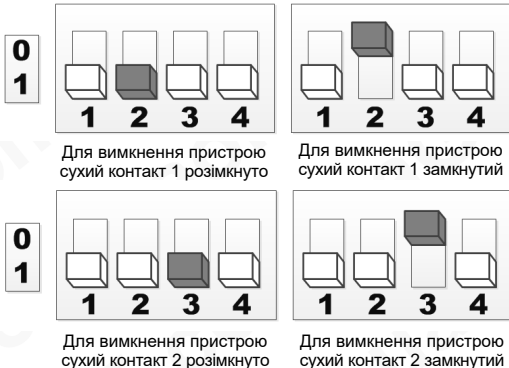 0
1
1 2 3 4
Для вимкнення пристрою
сухий контакт 1 розімкнуто
1 2 3 4
Для вимкнення пристрою
сухий контакт 1 замкнутий
0
1
1 2 3 4
Для вимкнення пристрою
сухий контакт 2 розімкнуто
1 2 3 4
Для вимкнення пристрою
сухий контакт 2 замкнутий